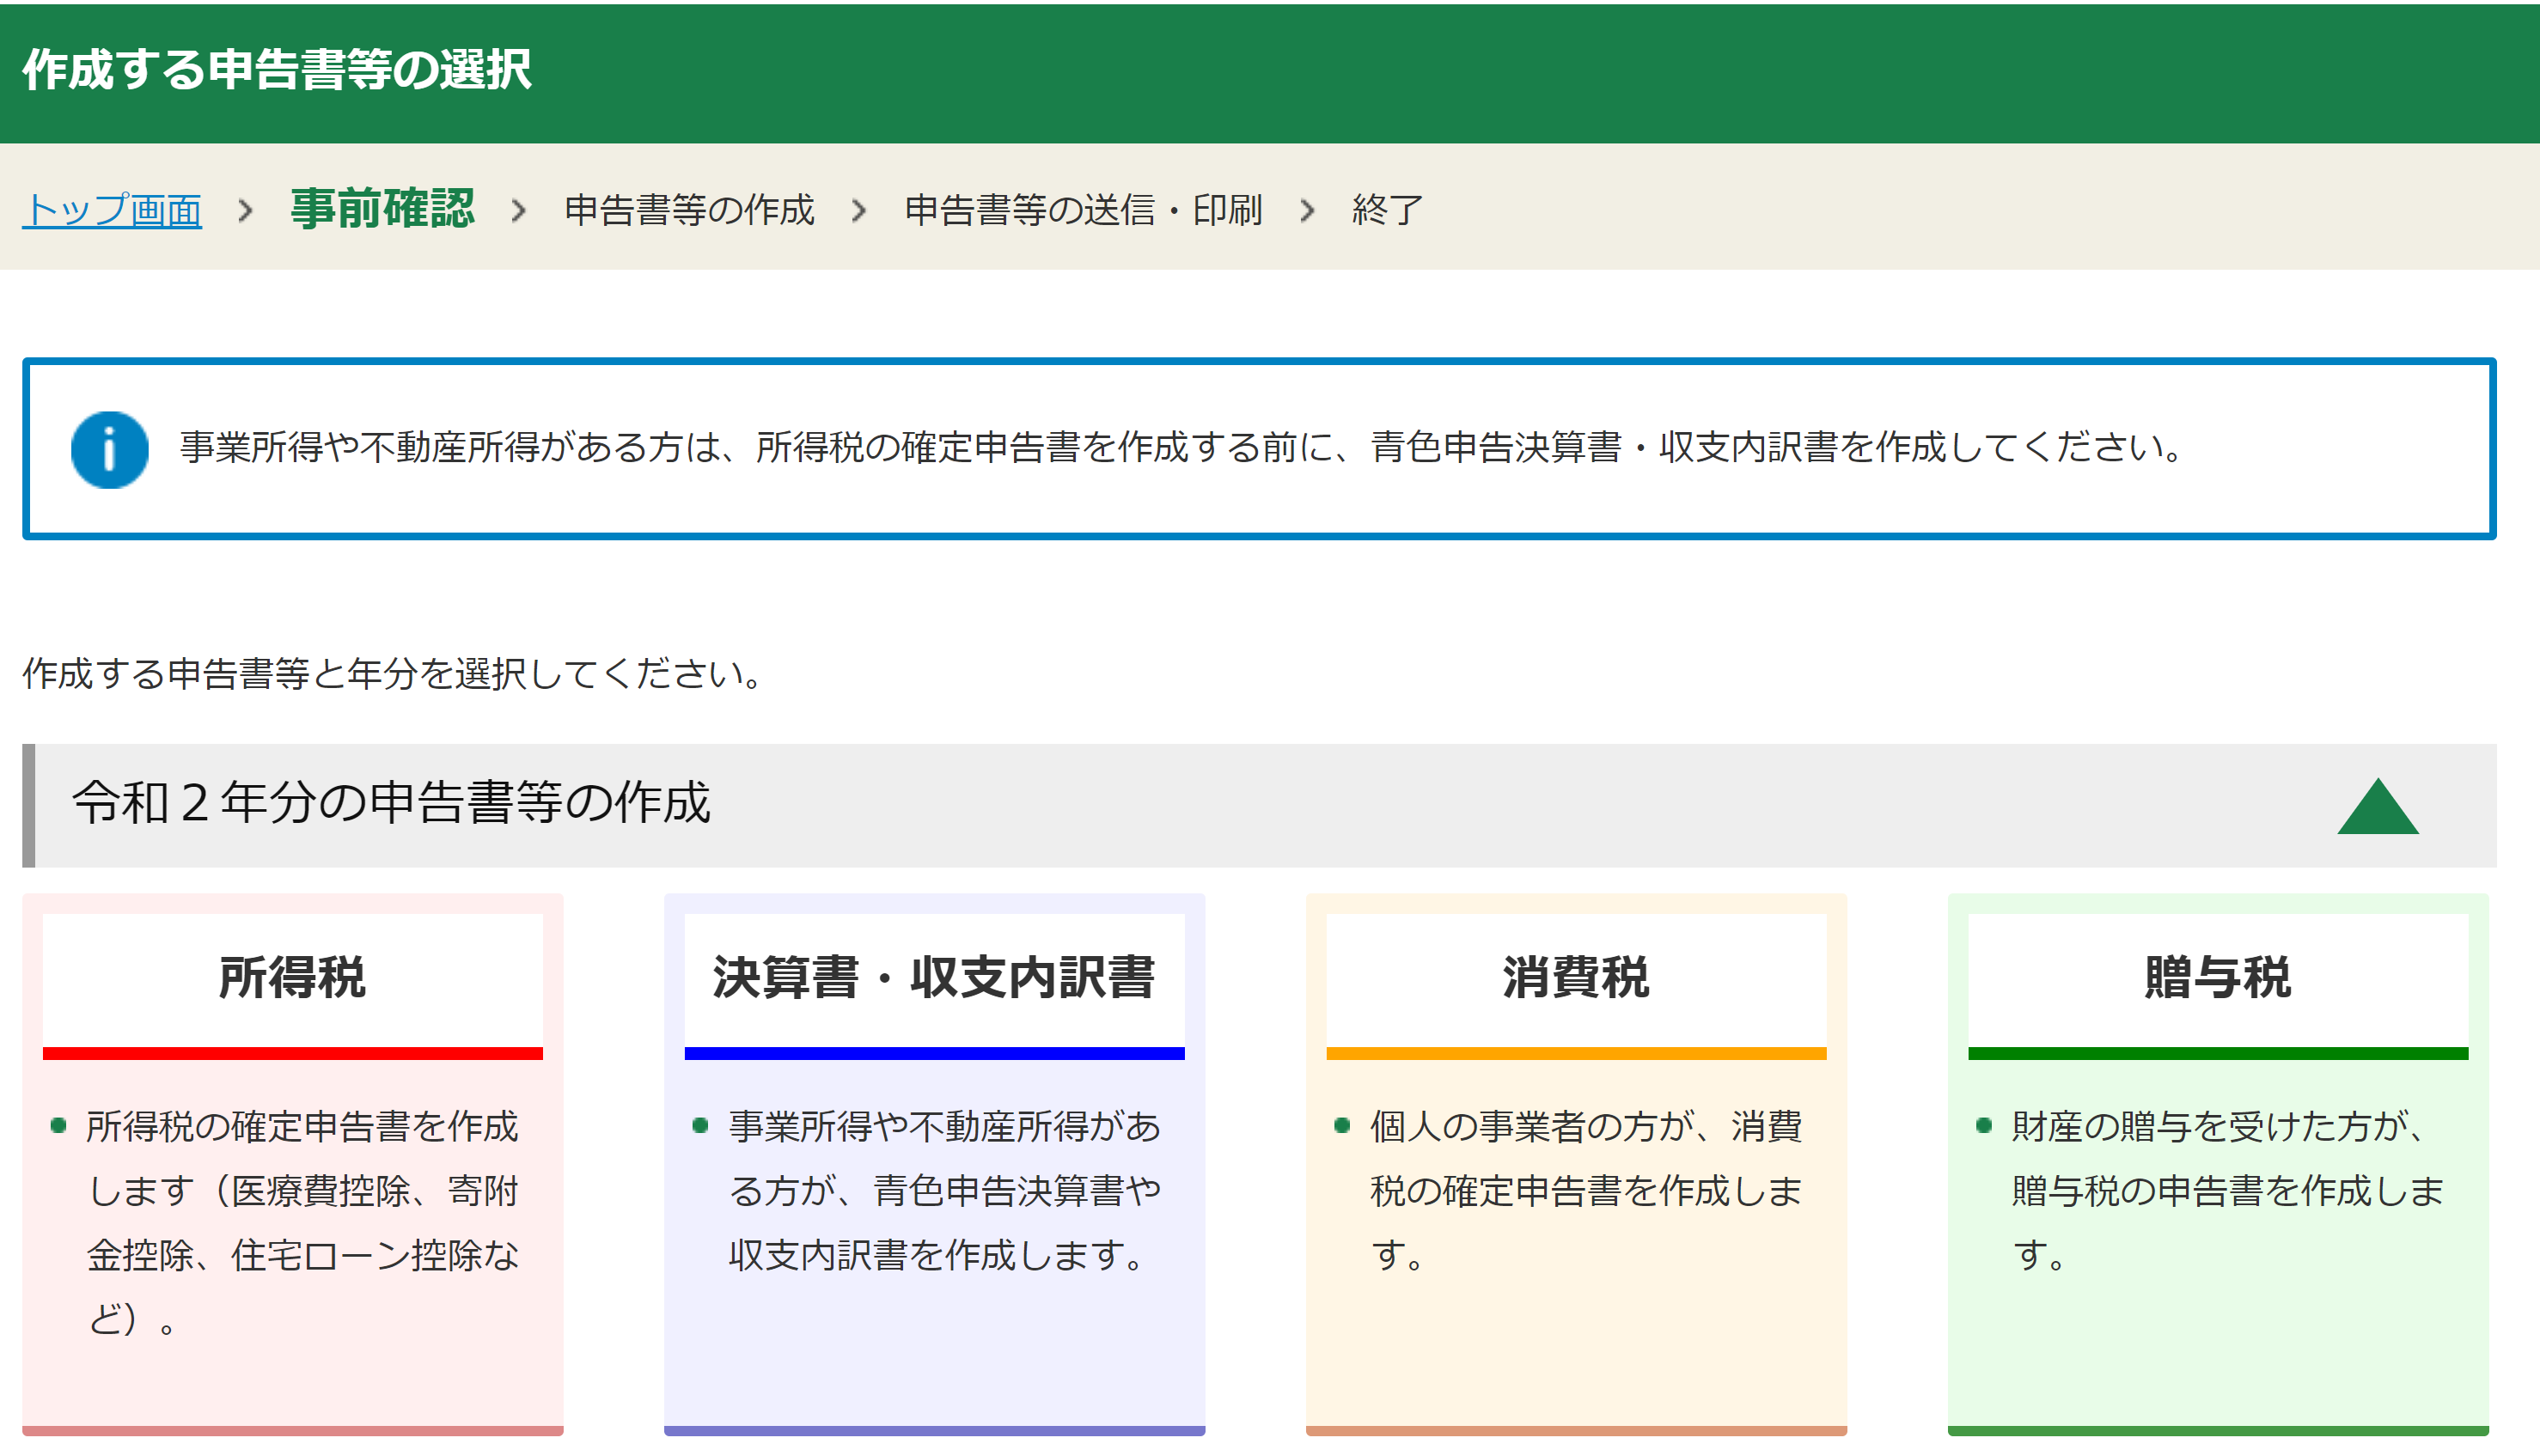 作成する申告書等の選択
トップ画面 > 事前確認 > 申告書等の作成 > 申告書等の送信・印刷 > 終了
事業所得や不動産所得がある方は、所得税の確定申告書を作成する前に、青色申告決算書・収支内訳書を作成してください。
作成する申告書等と年分を選択してください。
令和２年分の申告書等の作成
所得税
所得税の確定申告書を作成
します（医療費控除、寄附
金控除、住宅ローン控除な
ど）。
決算書・収支内訳書
事業所得や不動産所得があ
る方が、青色申告決算書や
収支内訳書を作成します。
消費税
個人の事業者の方が、消費
税の確定申告書を作成しま
す。
贈与税
財産の贈与を受けた方が、
贈与税の申告書を作成しま
す。